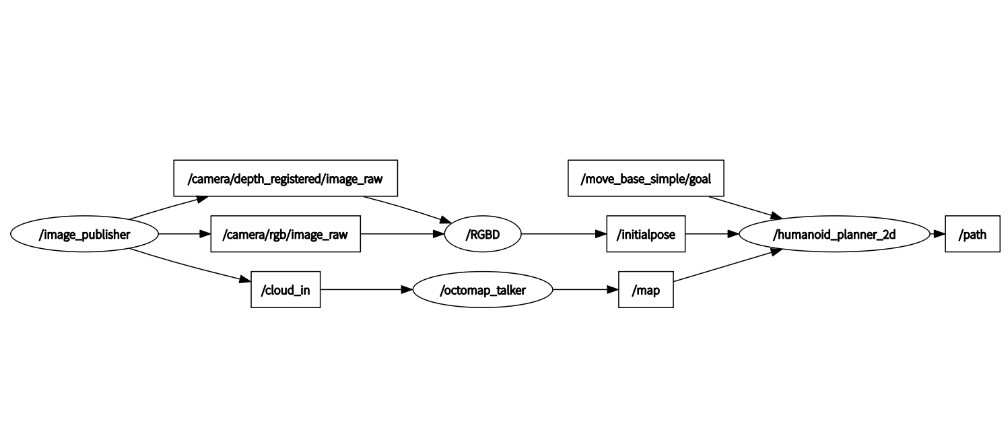 /camera/depth_registered/image_raw
/move_base_simple/goal
/image_publisher
/camera/rgb/image_raw
/RGBD
/initialpose
/humanoid_planner_2d
/path
/cloud_in
/octomap_talker
/map